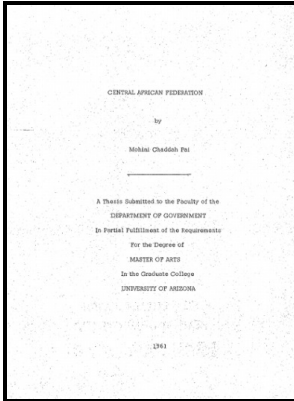 CENTRAL AFRICAN FEDERATION
by
Mohini Chaddah Pai
A Thesis Submitted to the Faculty of the
DEPARTMENT OF GOVERNMENT
In Partial Fulfillment of the Requirements
For the Degree of
MASTER OF ARTS
In the Graduate College
UNIVERSITY OF ARIZONA
1963